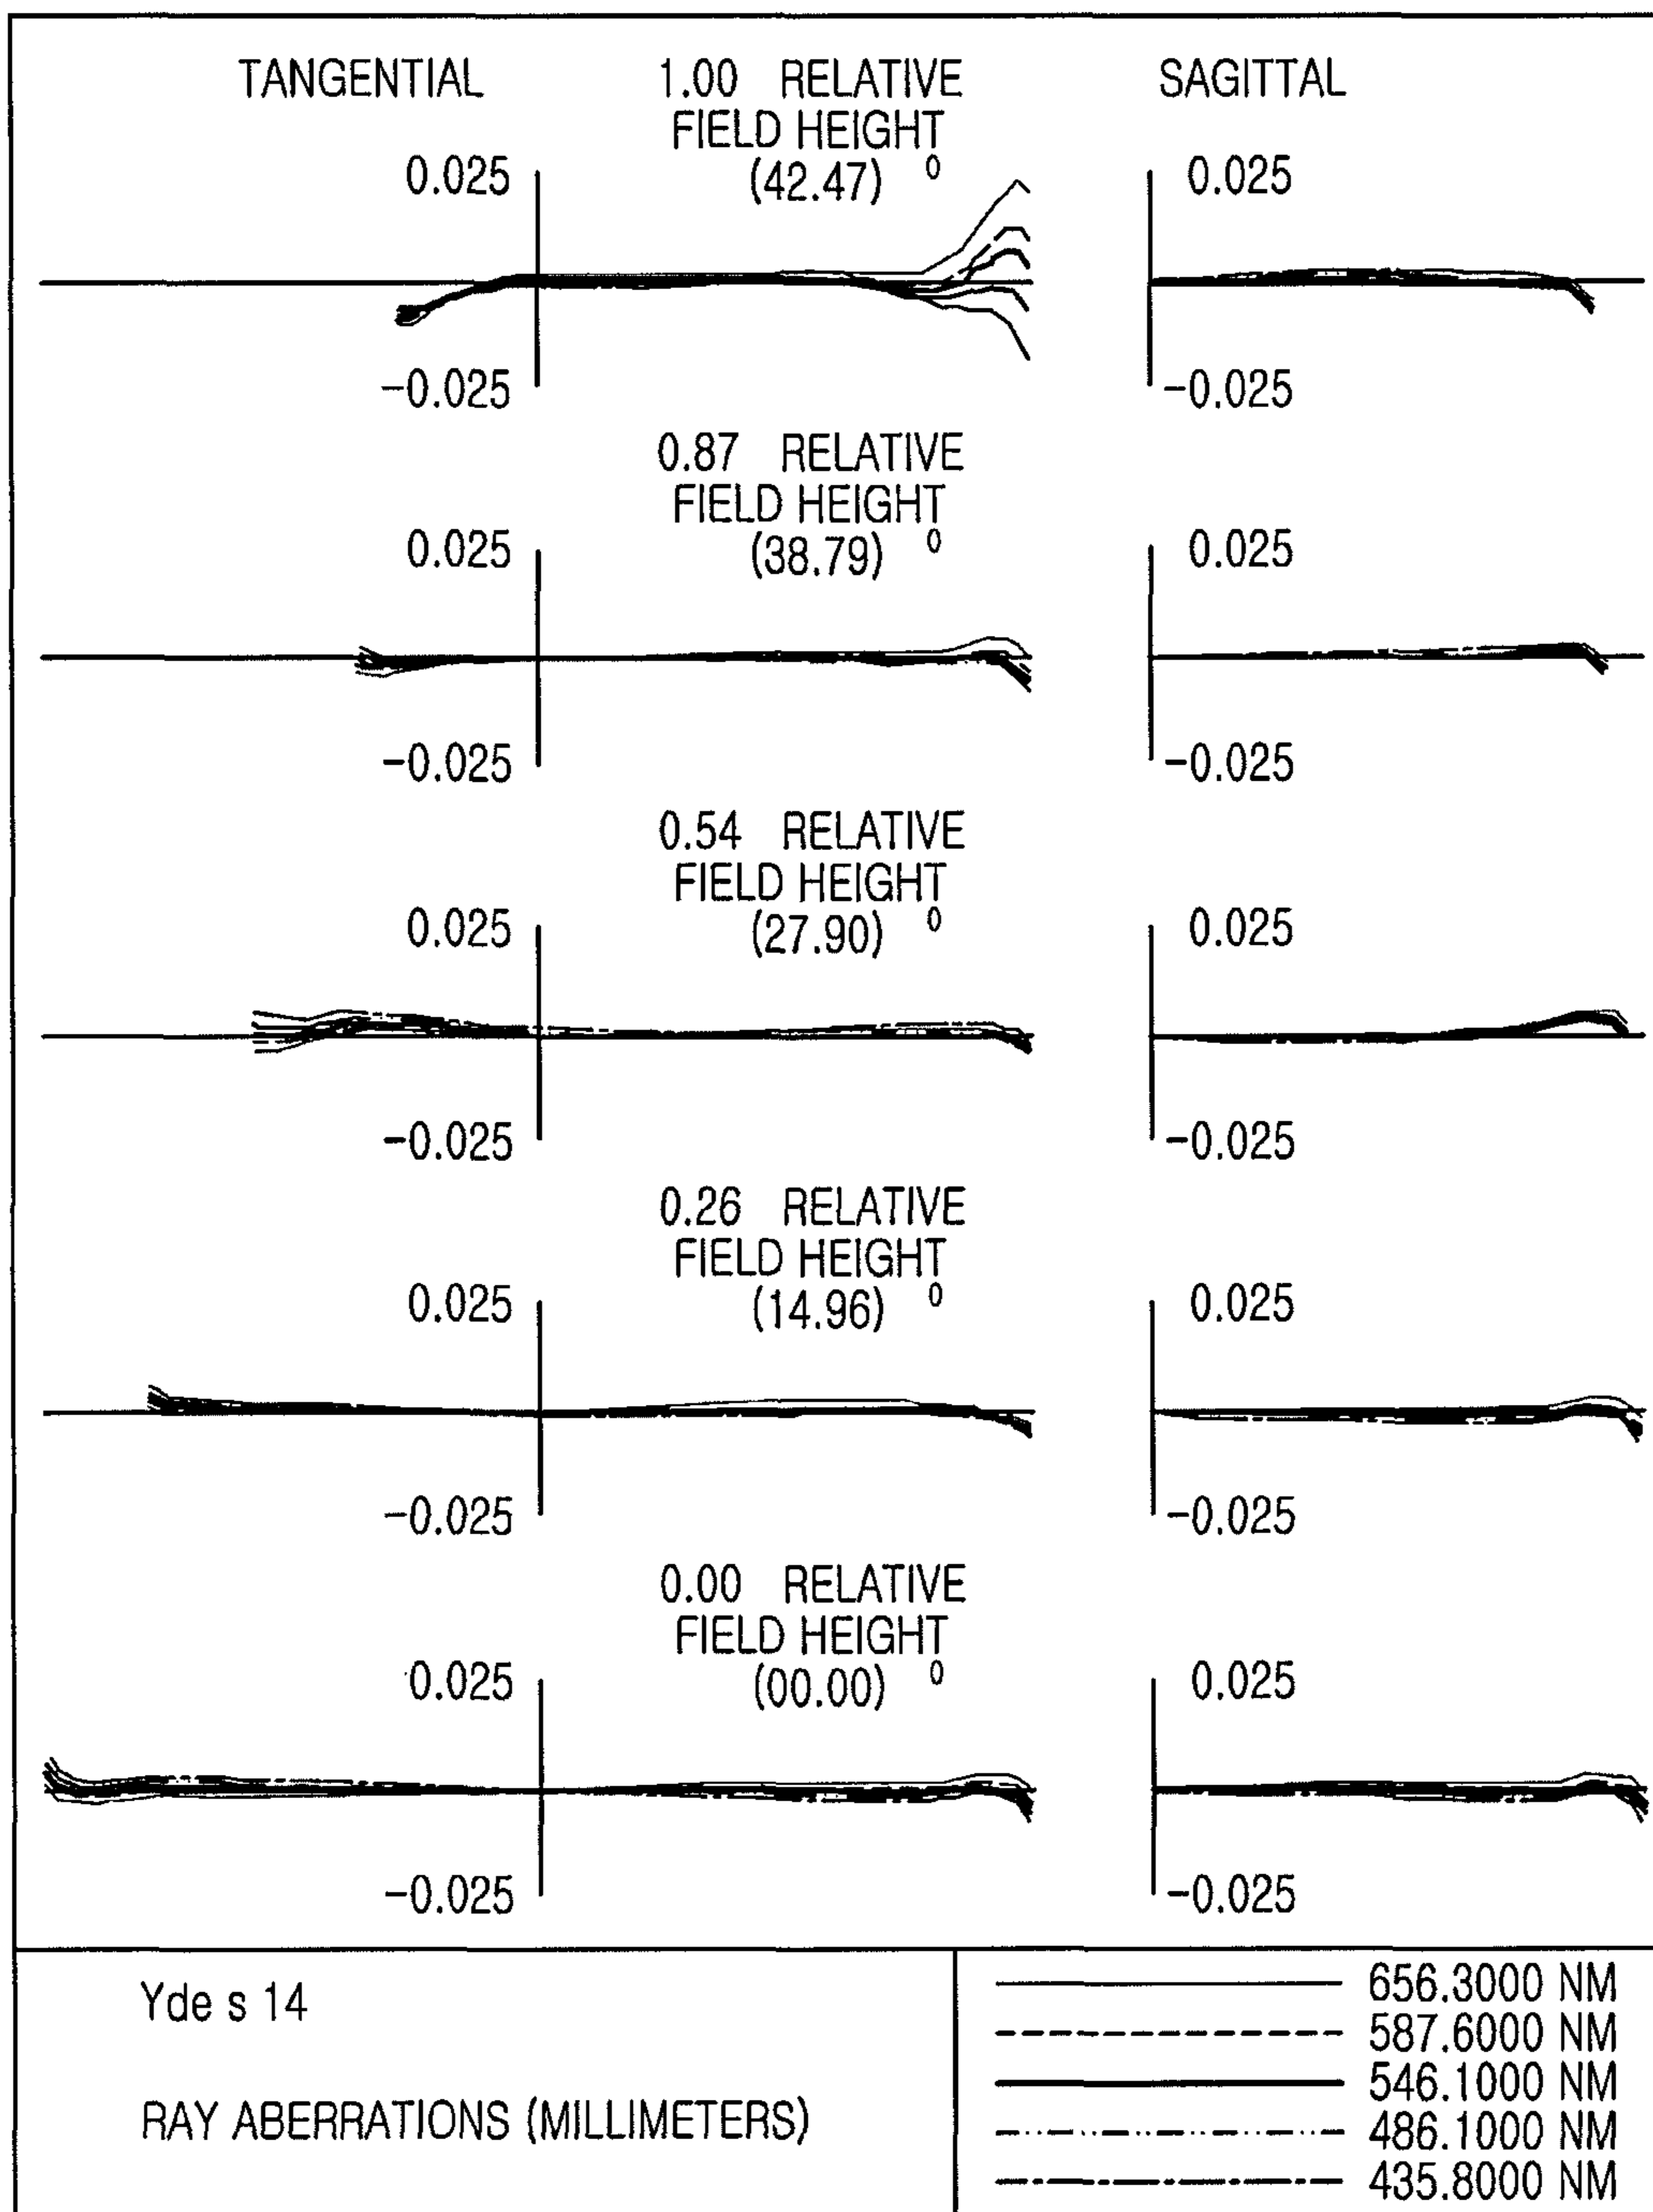 TANGENTIAL 1.00 RELATIVE SAGITTAL
FIELD HEIGHT
0.025 (42.47) ° 0.025
-0.025 -0.025
0.87 RELATIVE
FIELD HEIGHT
0.025 (38.79) ° 0.025
-0.025 -0.025
0.54 RELATIVE
FIELD HEIGHT
0.025 (27.90) ° 0.025
-0.025 -0.025
0.26 RELATIVE
FIELD HEIGHT
0.025 (14.96) ° 0.025
-0.025 -0.025
0.00 RELATIVE
FIELD HEIGHT
0.025 (00.00) ° 0.025
-0.025 -0.025
Yde s 14
RAY ABERRATIONS (MILLIMETERS)
656.3000 NM
587.6000 NM
546.1000 NM
486.1000 NM
435.8000 NM